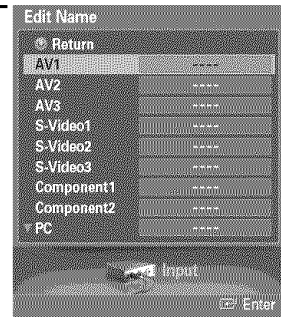 Edit Name
Return
AV1 ----
AV2 ----
AV3 ----
S-Video1 ----
S-Video2 ----
S-Video3 ----
Component1 ----
Component2 ----
PC ----
Input
Enter